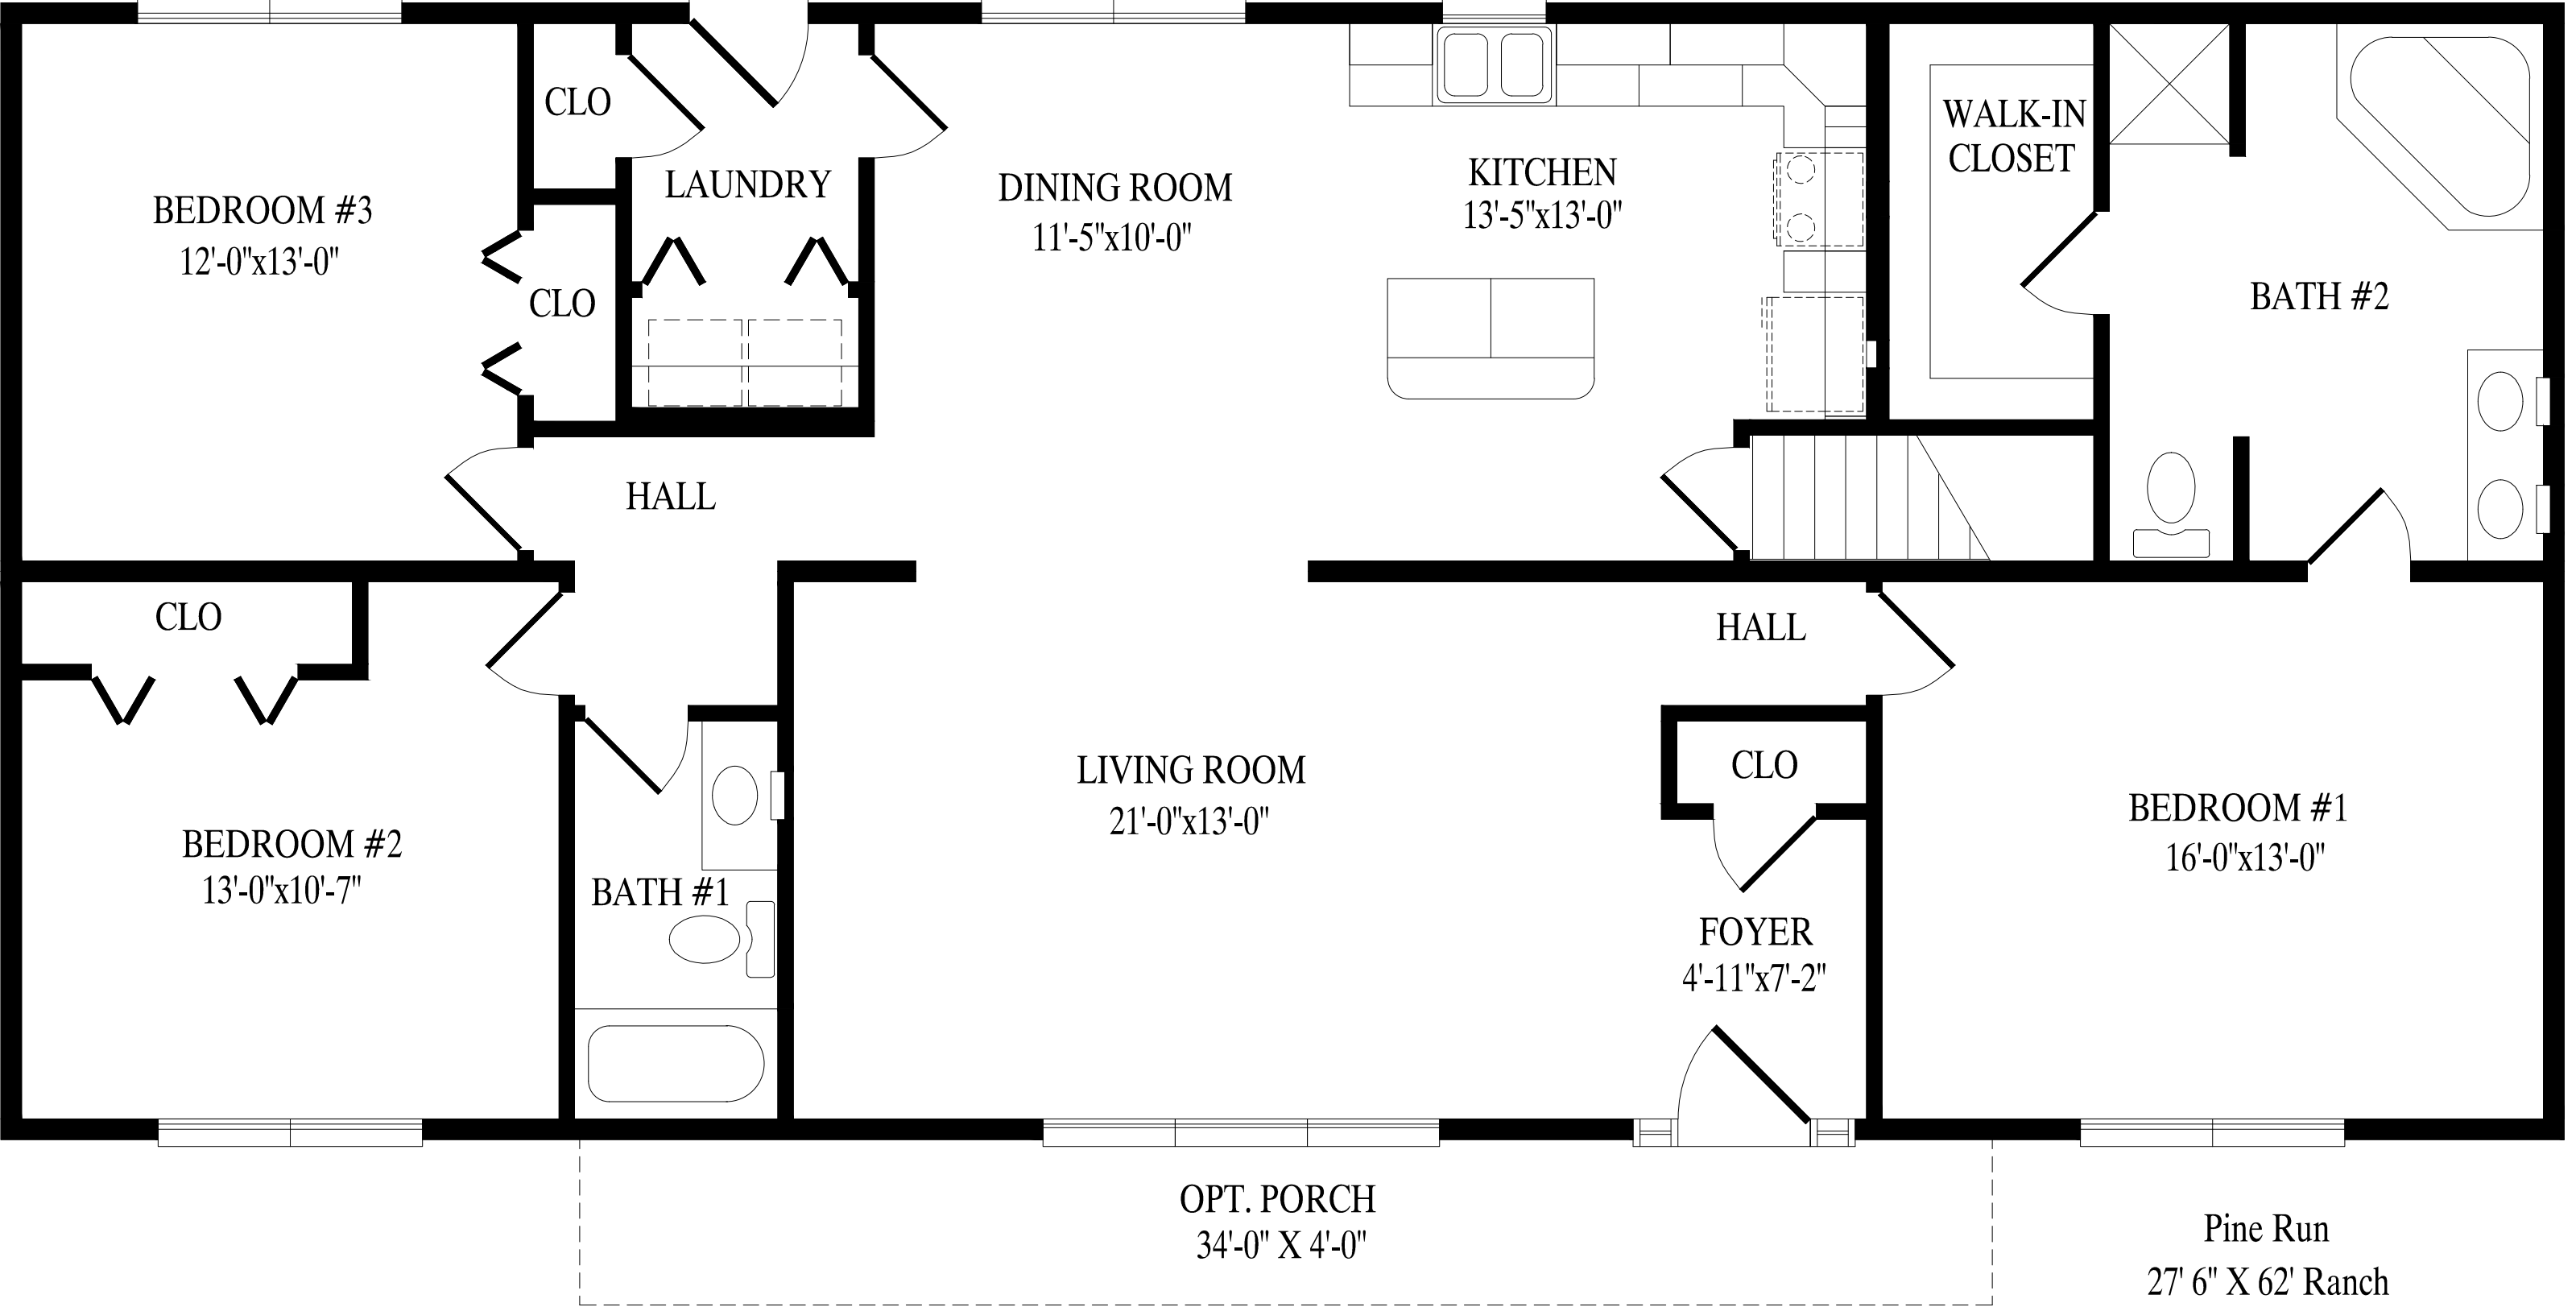 CLO
WALK-IN
CLOSET
BEDROOM #3
12'-0"x13'-0"
LAUNDRY
DINING ROOM
11'-5"x10'-0"
KITCHEN
13'-5"x13'-0"
CLO
BATH #2
HALL
CLO
HALL
BEDROOM #2
13'-0"x10'-7"
BATH #1
LIVING ROOM
21'-0"x13'-0"
CLO
FOYER
4'-11"x7'-2"
BEDROOM #1
16'-0"x13'-0"
OPT. PORCH
34'-0" X 4'-0"
Pine Run
27' 6" X 62' Ranch